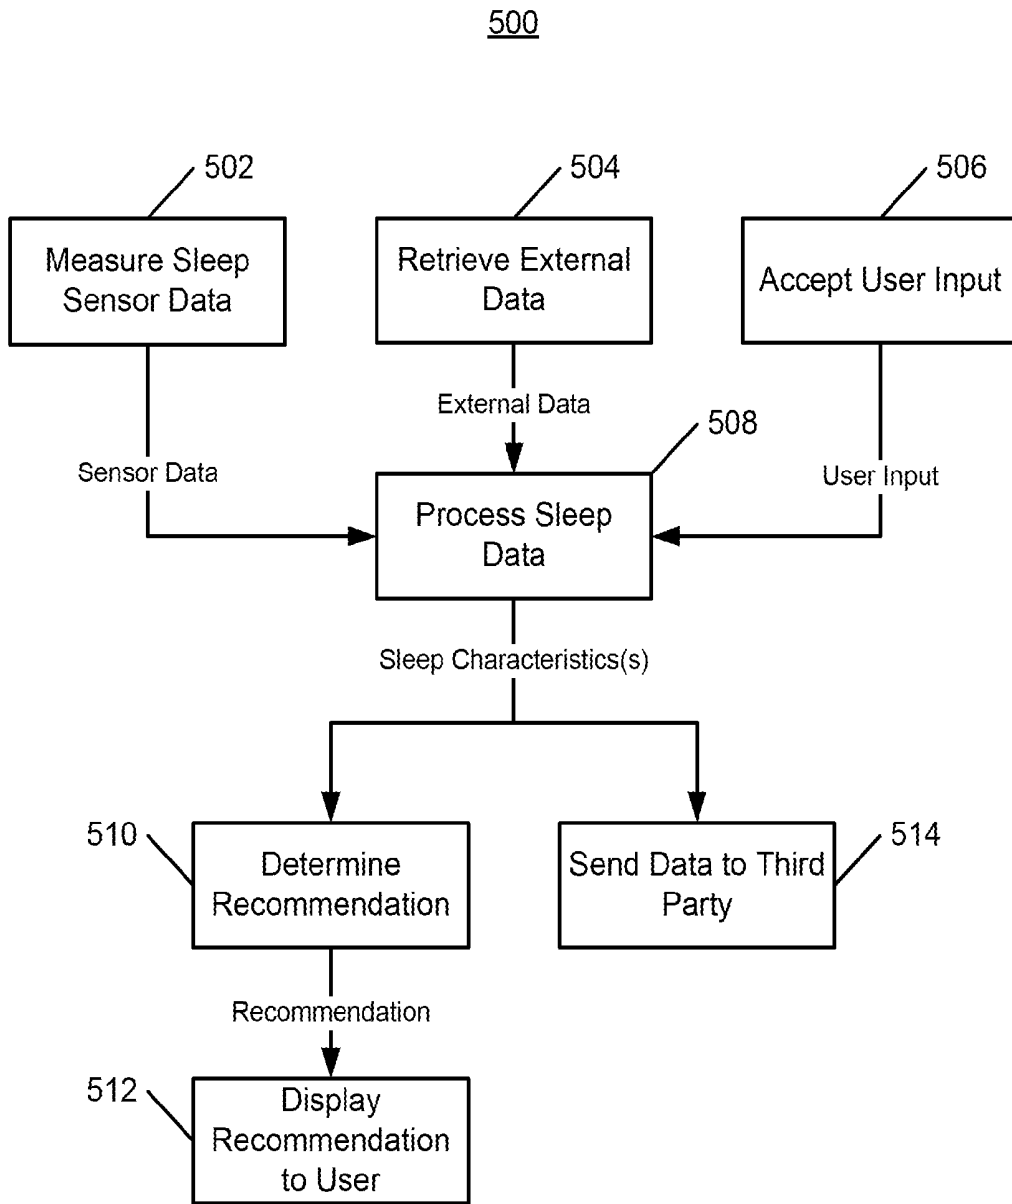 500
502
504
506
Measure Sleep
Sensor Data
Retrieve External
Data
Accept User Input
External Data
508
Sensor Data
User Input
Process Sleep
Data
Sleep Characteristics(s)
510
Determine
Recommendation
Send Data to Third
Party
514
Recommendation
512
Display
Recommendation
to User